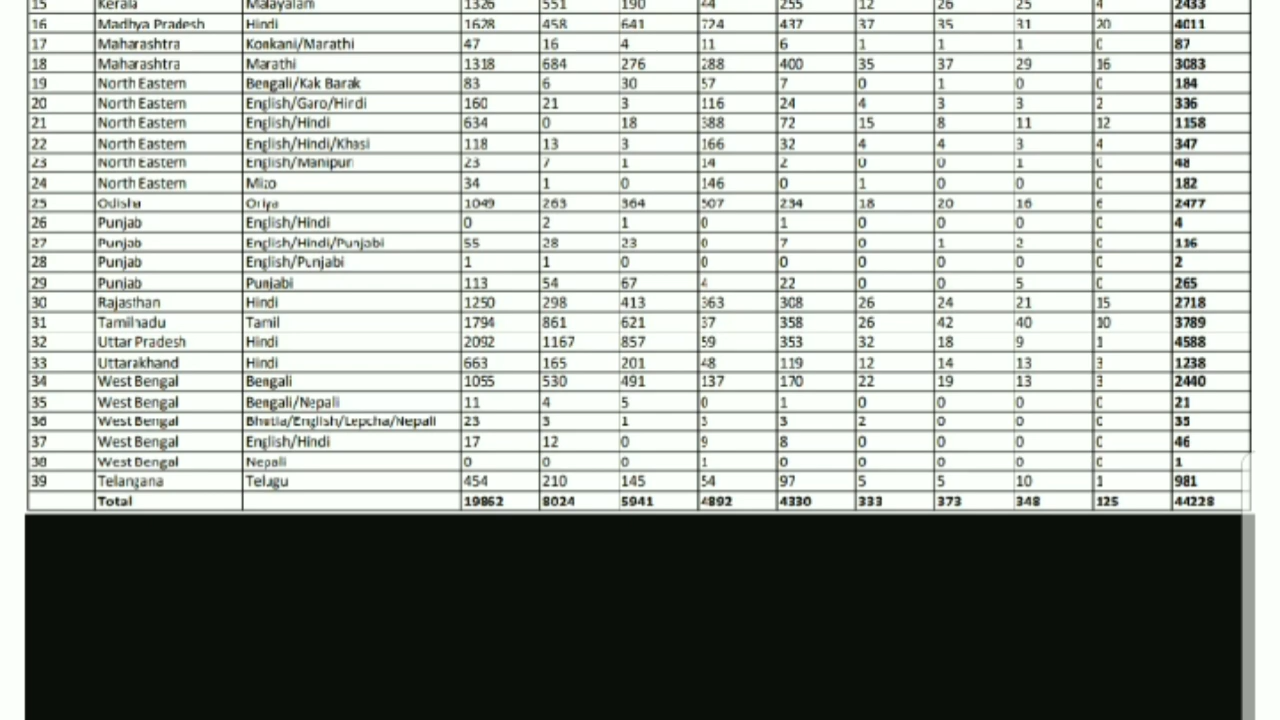 15 Kerala Malayalam 1326 551 190 44 255 12 26 25 4 2433
16 Madhya Pradesh Hindi 1628 458 641 724 437 37 35 31 20 4011
17 Maharashtra Konkani/Marathi 47 16 4 11 6 1 1 1 0 87
18 Maharashtra Marathi 1318 684 276 288 400 35 37 29 16 3083
19 North Eastern Bengali/Kak Barak 83 6 30 57 7 0 1 0 0 184
20 North Eastern English/Garo/Hindi 160 21 3 116 24 4 3 3 2 336
21 North Eastern English/Hindi 634 0 18 388 72 15 8 11 12 1158
22 North Eastern English/Hindi/Khasi 118 13 3 166 32 4 4 3 4 347
23 North Eastern English/Manipuri 23 7 1 14 2 0 0 1 0 48
24 North Eastern Mizo 34 1 0 146 0 1 0 0 0 182
25 Odisha Oriya 1049 263 364 507 234 18 20 16 6 2477
26 Punjab English/Hindi 0 2 1 0 1 0 0 0 0 4
27 Punjab English/Hindi/Punjabi 55 28 23 0 7 0 1 2 0 116
28 Punjab English/Punjabi 1 1 0 0 0 0 0 0 0 2
29 Punjab Punjabi 113 54 67 4 22 0 0 5 0 265
30 Rajasthan Hindi 1250 298 413 363 308 26 24 21 15 2718
31 Tamilnadu Tamil 1794 861 621 37 358 26 42 40 10 3789
32 Uttar Pradesh Hindi 2092 1167 857 59 353 32 18 9 1 4588
33 Uttarakhand Hindi 663 165 201 48 119 12 14 13 3 1238
34 West Bengal Bengali 1055 530 491 137 170 22 19 13 3 2440
35 West Bengal Bengali/Nepali 11 4 5 0 1 0 0 0 0 21
36 West Bengal Bhutia/English/Lepcha/Nepali 23 3 1 3 3 2 0 0 0 35
37 West Bengal English/Hindi 17 12 0 9 8 0 0 0 0 46
38 West Bengal Nepali 0 0 0 1 0 0 0 0 0 1
39 Telangana Telugu 454 210 145 54 97 5 5 10 1 981
Total 19862 8024 5941 4892 4330 333 373 348 125 44228